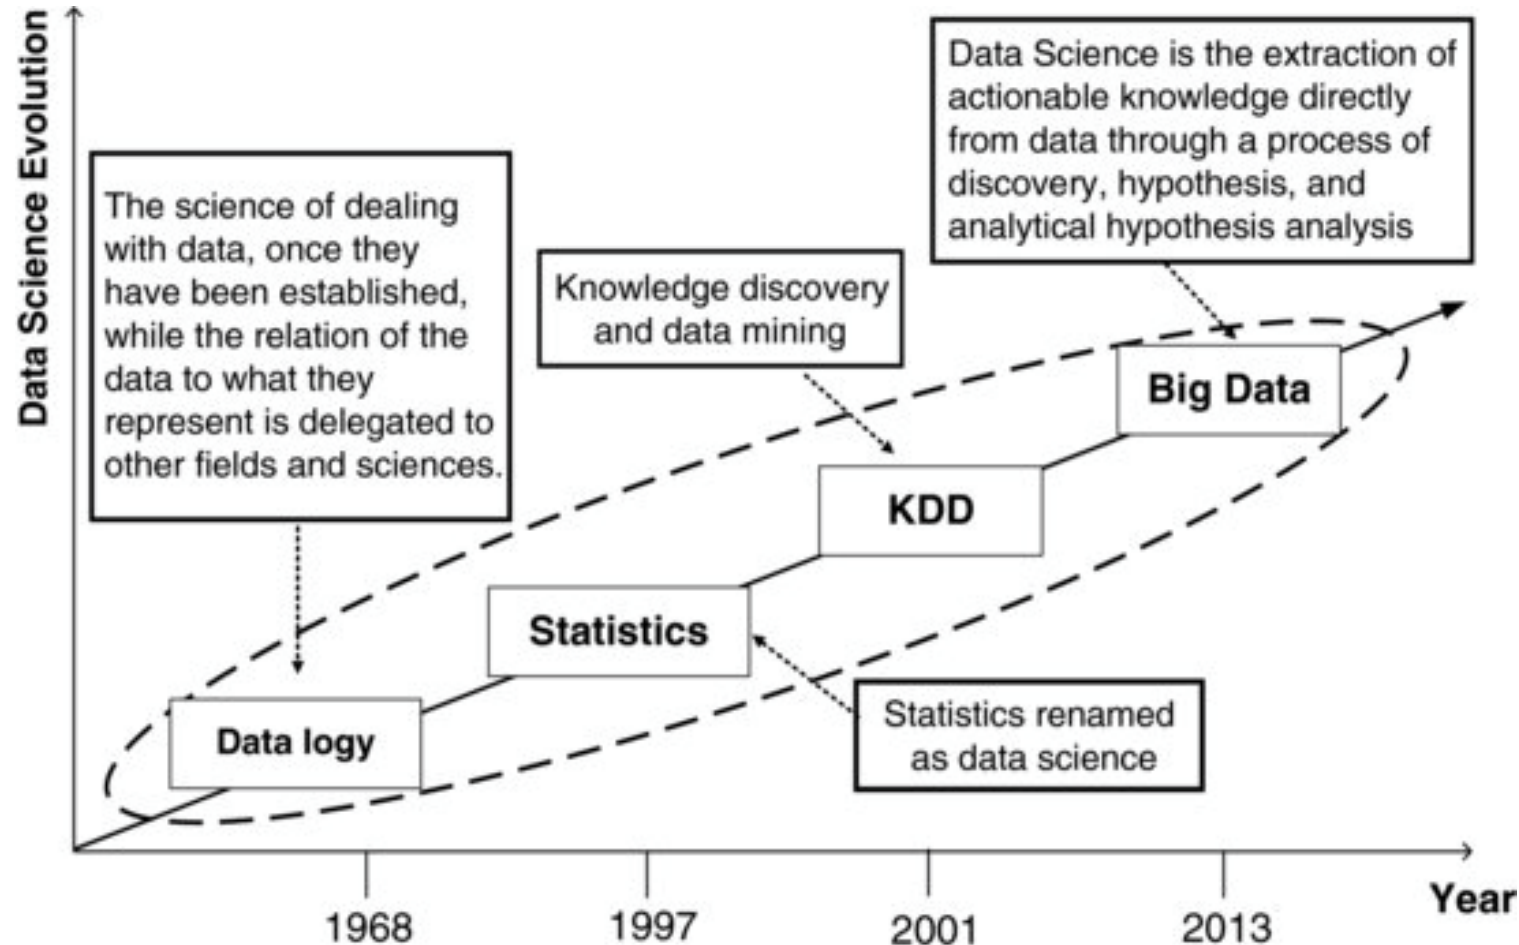 Data Science Evolution
Data Science is the extraction of
actionable knowledge directly
from data through a process of
discovery, hypothesis, and
analytical hypothesis analysis
The science of dealing
with data, once they
have been established,
while the relation of the
data to what they
represent is delegated to
other fields and sciences.
Knowledge discovery
and data mining
Big Data
KDD
Statistics
Statistics renamed
as data science
Data logy
1968
1997
2001
2013
Year